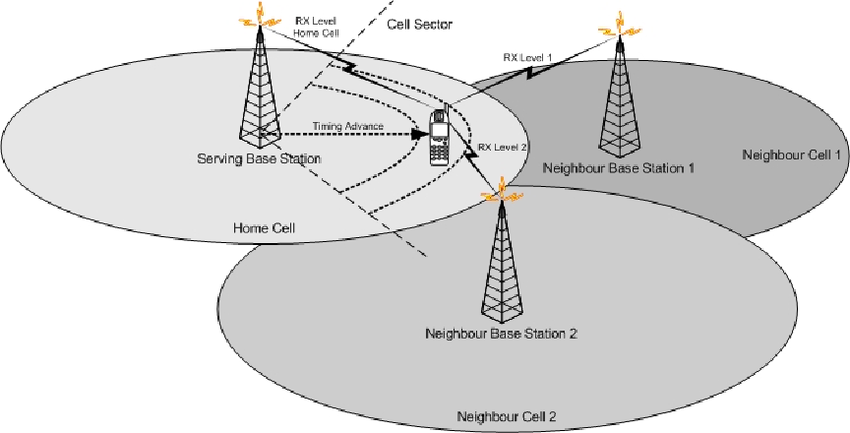 RX Level
Home Cell
Cell Sector
RX Level 1
Timing Advance
RX Level 2
Serving Base Station
Neighbour Base Station 1
Neighbour Cell 1
Home Cell
Neighbour Base Station 2
Neighbour Cell 2